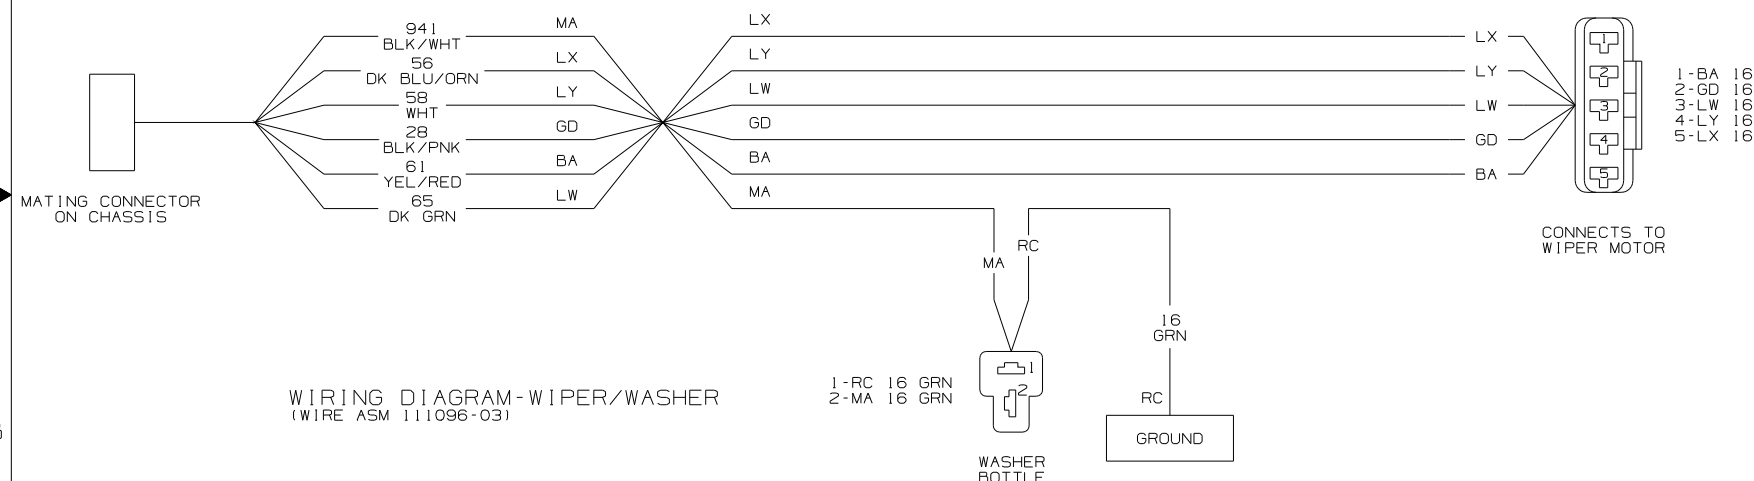 941
BLK/WHT
MA
56
DK BLU/ORN
LX
58
WHT
LY
28
BLK/PNK
GD
61
YEL/RED
BA
65
DK GRN
LW
MATING CONNECTOR
ON CHASSIS
LX
LY
LW
GD
BA
MA
LX
LY
LW
GD
BA
1
2
3
4
5
1-BA 16
2-GD 16
3-LW 16
4-LY 16
5-LX 16
CONNECTS TO
WIPER MOTOR
MA
RC
16
GRN
RC
GROUND
1-RC 16 GRN
2-MA 16 GRN
1
2
WASHER
BOTTLE
WIRING DIAGRAM-WIPER/WASHER
(WIRE ASM 111096-03)